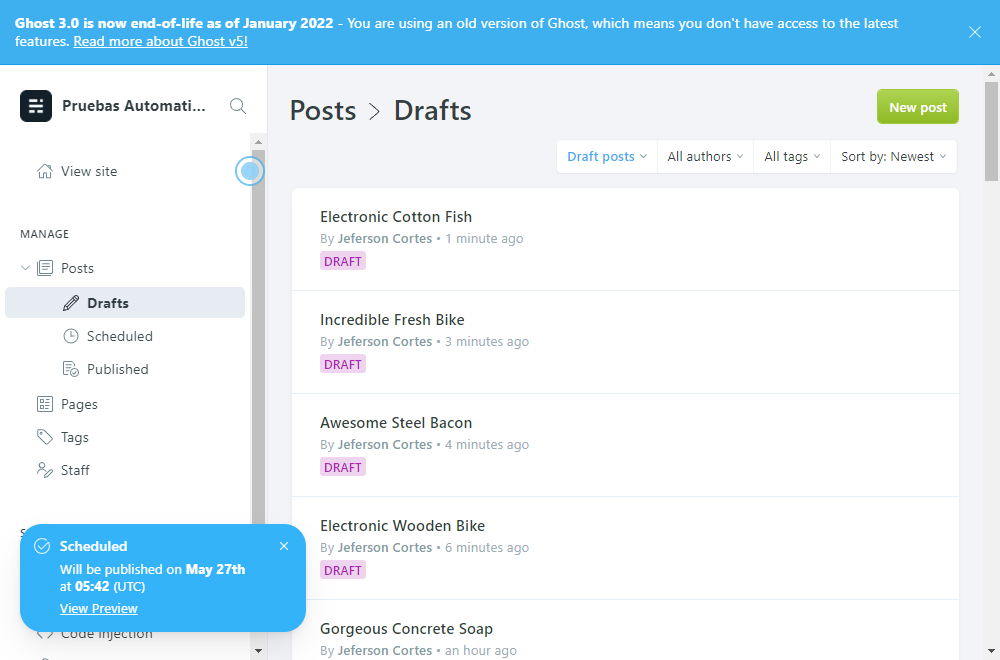 Ghost 3.0 is now end-of-life as of January 2022 - You are using an old version of Ghost, which means you don't have access to the latest
features. Read more about Ghost v5!
Pruebas Automati...
View site
MANAGE
Posts
Drafts
Scheduled
Published
Pages
Tags
Staff
Scheduled
Will be published on May 27th
at 05:42 (UTC)
View Preview
Code Injection
Posts > Drafts
New post
Draft posts
All authors
All tags
Sort by: Newest
Electronic Cotton Fish
By Jeferson Cortes • 1 minute ago
DRAFT
Incredible Fresh Bike
By Jeferson Cortes • 3 minutes ago
DRAFT
Awesome Steel Bacon
By Jeferson Cortes • 4 minutes ago
DRAFT
Electronic Wooden Bike
By Jeferson Cortes • 6 minutes ago
DRAFT
Gorgeous Concrete Soap
By Jeferson Cortes • an hour ago